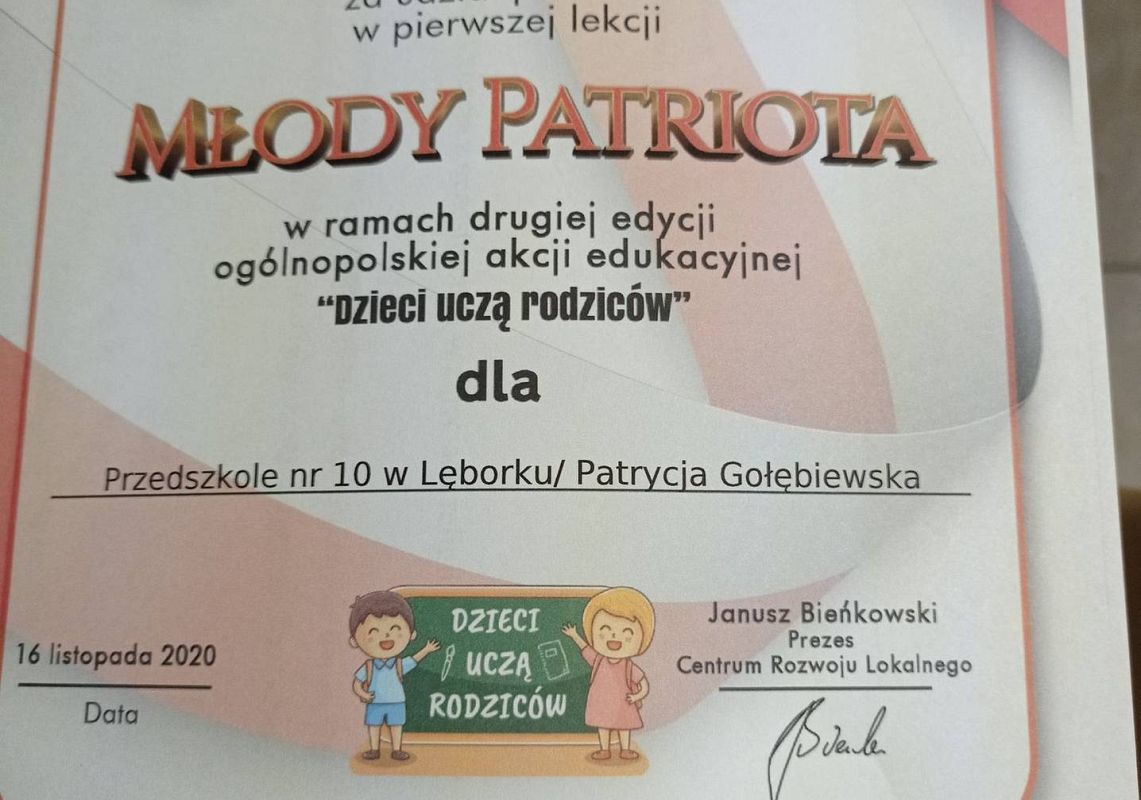 w pierwszej lekcji
MŁODY PATRIOTA
w ramach drugiej edycji
ogólnopolskiej akcji edukacyjnej
“Dzieci uczą rodziców”
dla
Przedszkole nr 10 w Lęborku/ Patrycja Gołębiewska
DZIECI
UCZĄ
RODZICÓW
16 listopada 2020
Data
Janusz Bieńkowski
Prezes
Centrum Rozwoju Lokalnego